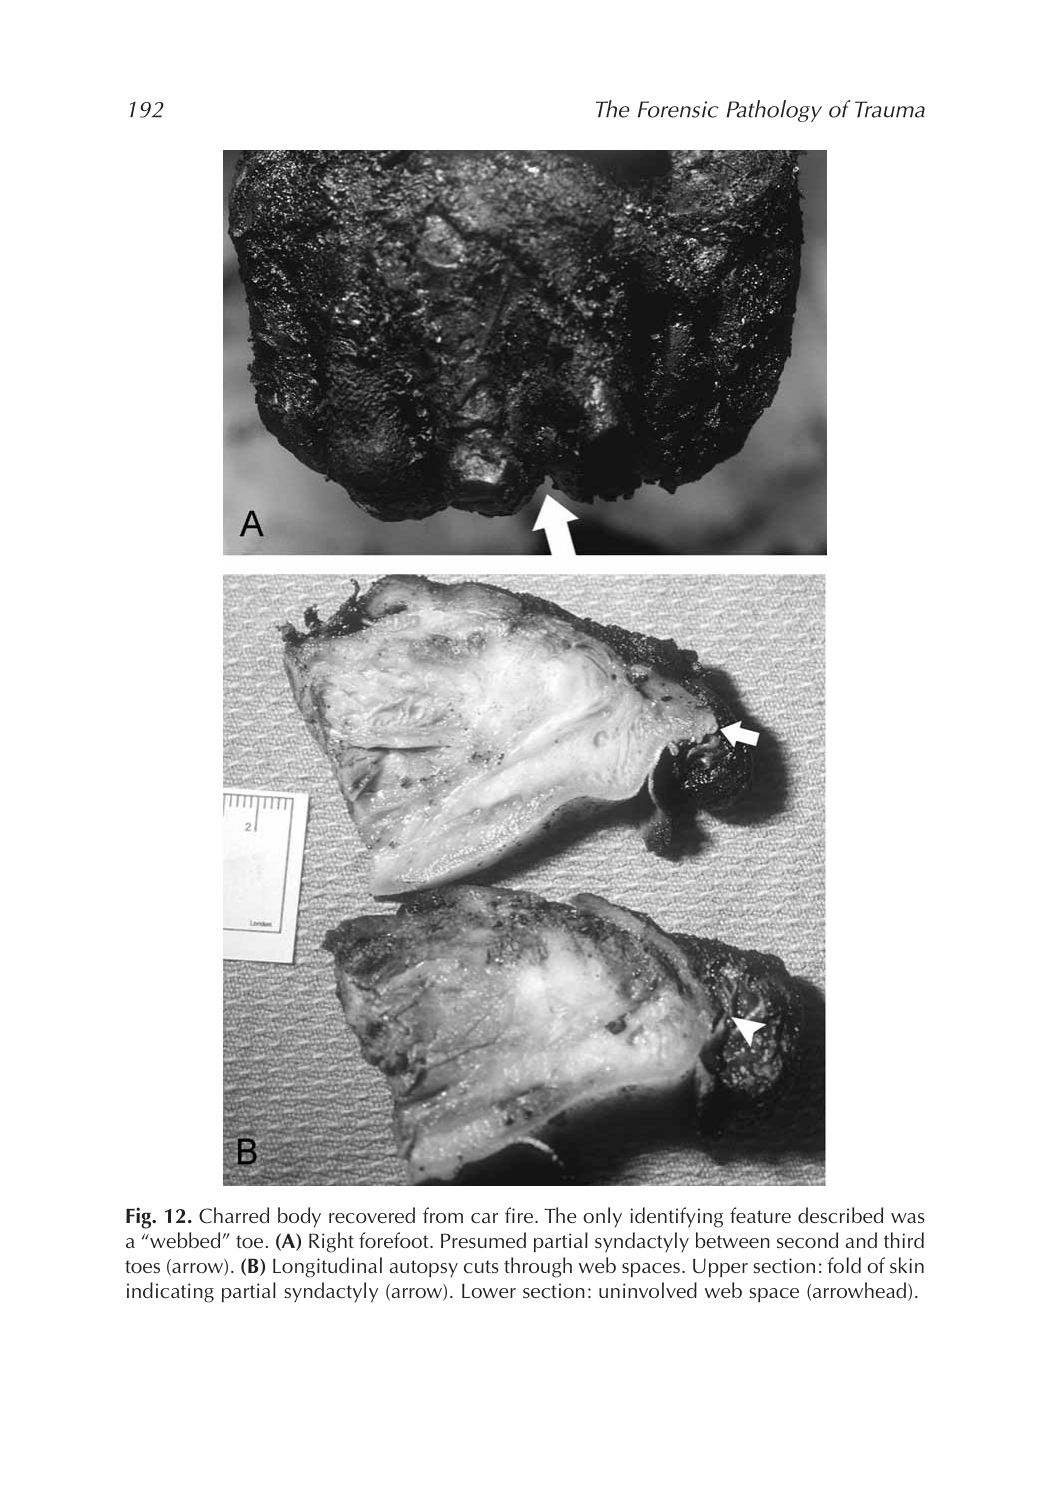 192
The Forensic Pathology of Trauma
A
2
London
B
Fig. 12. Charred body recovered from car fire. The only identifying feature described was
a “webbed” toe. (A) Right forefoot. Presumed partial syndactyly between second and third
toes (arrow). (B) Longitudinal autopsy cuts through web spaces. Upper section: fold of skin
indicating partial syndactyly (arrow). Lower section: uninvolved web space (arrowhead).